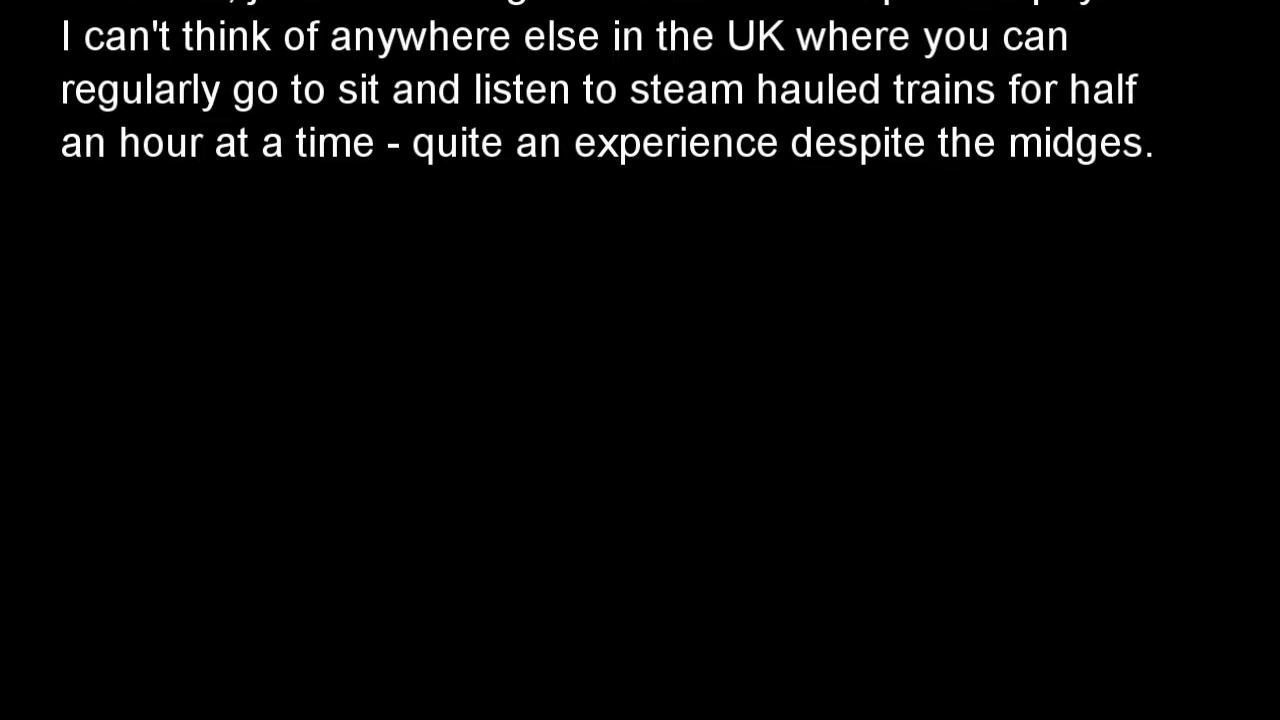 I can't think of anywhere else in the UK where you can
regularly go to sit and listen to steam hauled trains for half
an hour at a time - quite an experience despite the midges.